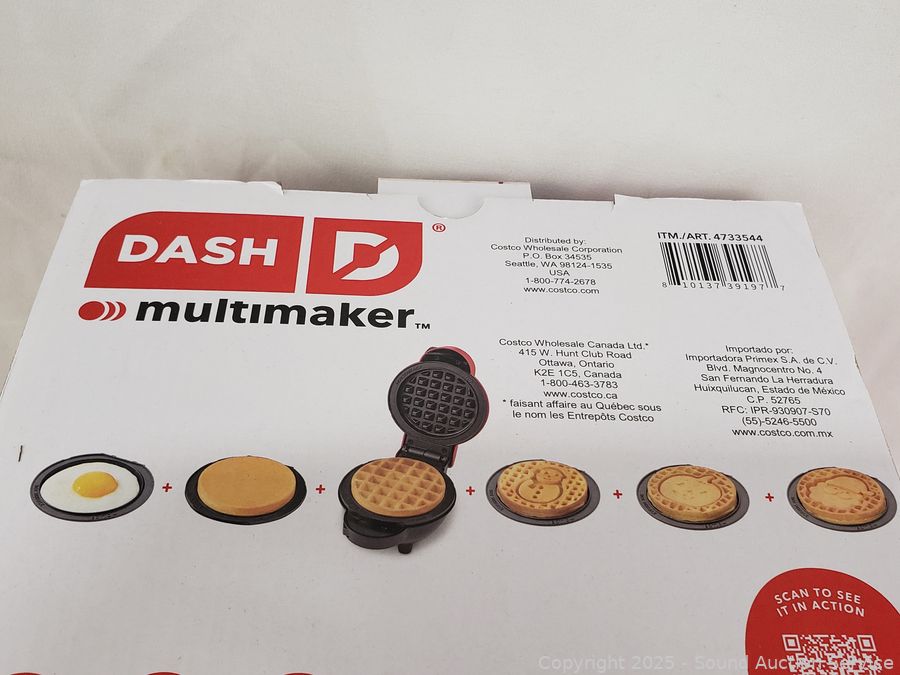 DASH
D
®
multimaker™
Distributed by:
Costco Wholesale Corporation
P.O. Box 34535
Seattle, WA 98124-1535
USA
1-800-774-2678
www.costco.com
ITM./ART. 4733544
8 10137 39197 7
Costco Wholesale Canada Ltd.*
415 W. Hunt Club Road
Ottawa, Ontario
K2E 1C5, Canada
1-800-463-3783
www.costco.ca
* faisant affaire au Québec sous
le nom les Entrepôts Costco
Importado por:
Importadora Primex S.A. de C.V.
Blvd. Magnocentro No. 4
San Fernando La Herradura
Huixquilucan, Estado de México
C.P. 52765
RFC: IPR-930907-S70
(55)-5246-5500
www.costco.com.mx
+ + + + +
SCAN TO SEE
IT IN ACTION
Copyright 2025 - Sound Auction Service